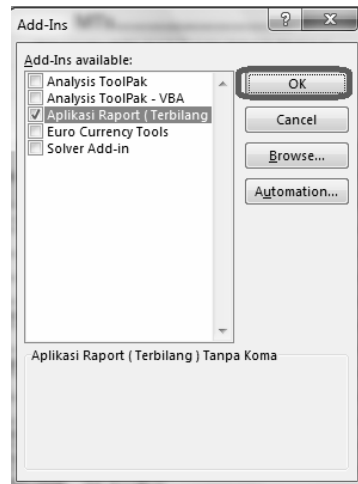 Add-Ins
Add-Ins available:
Analysis ToolPak
Analysis ToolPak - VBA
Aplikasi Raport ( Terbilang
Euro Currency Tools
Solver Add-in
OK
Cancel
Browse...
Automation...
Aplikasi Raport ( Terbilang ) Tanpa Koma